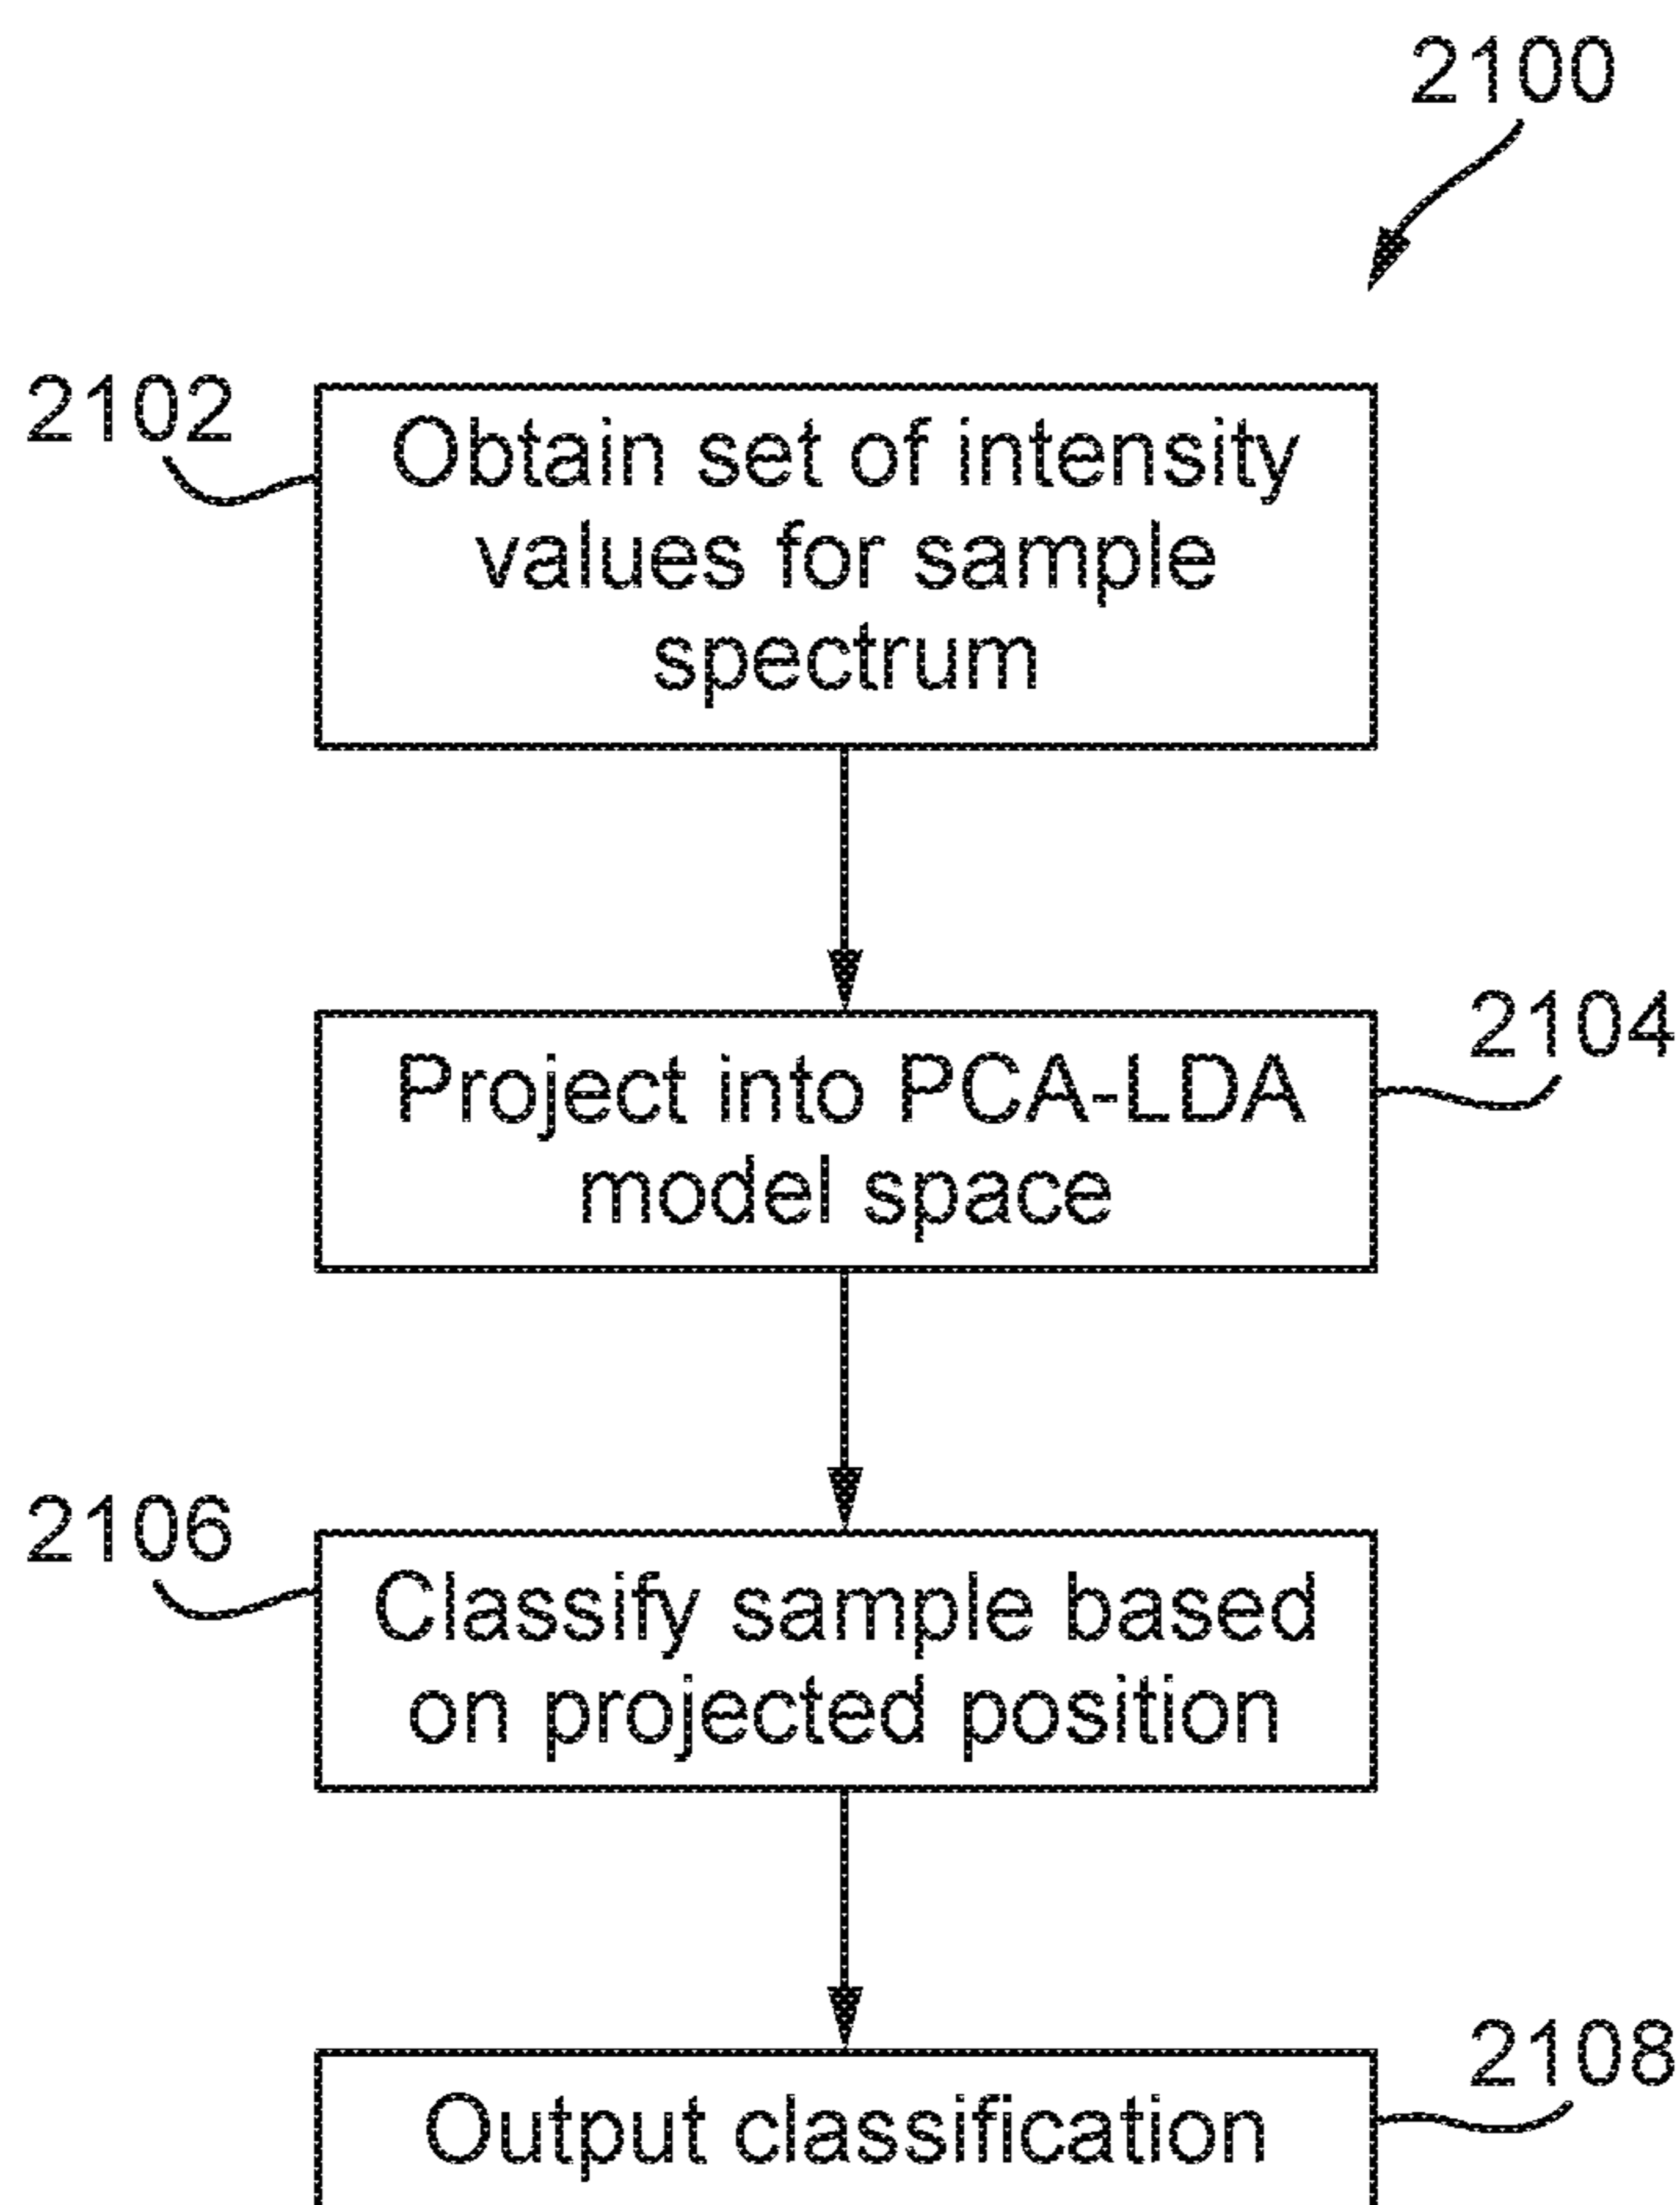 2100
2102
Obtain set of intensity
values for sample
spectrum
2104
Project into PCA-LDA
model space
2106
Classify sample based
on projected position
2108
Output classification